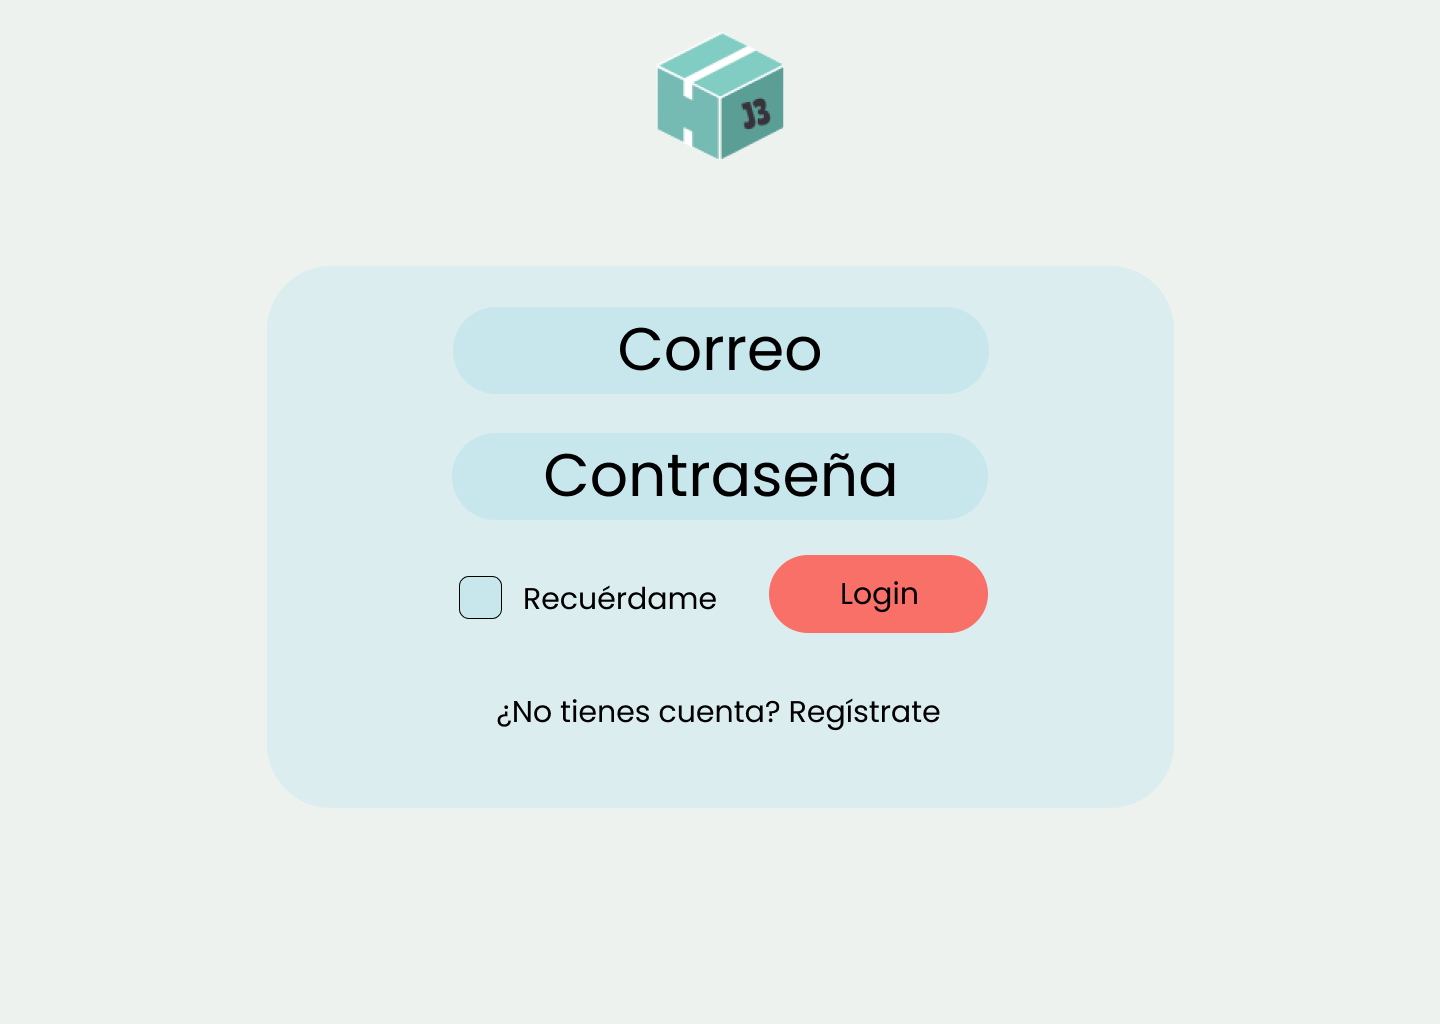 J3
Correo
Contraseña
Recuérdame
Login
¿No tienes cuenta? Regístrate